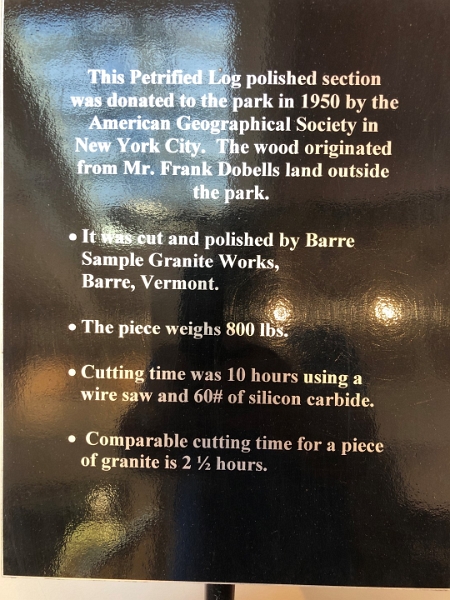 This Petrified Log polished section
was donated to the park in 1950 by the
American Geographical Society in
New York City.  The wood originated
from Mr. Frank Dobells land outside
the park.
• It was cut and polished by Barre
Sample Granite Works,
Barre, Vermont.
• The piece weighs 800 lbs.
• Cutting time was 10 hours using a
wire saw and 60# of silicon carbide.
• Comparable cutting time for a piece
of granite is 2 ½ hours.